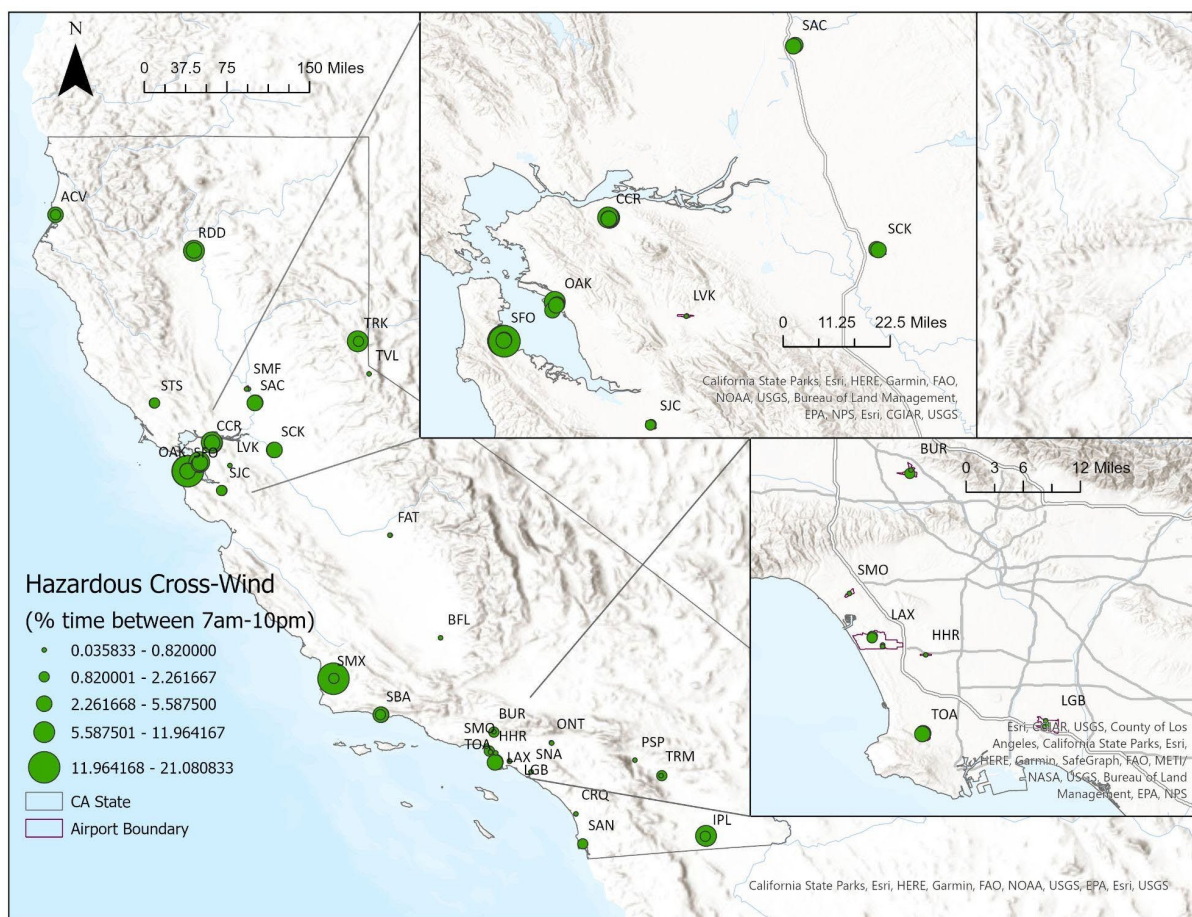 N
0 37.5 75 150 Miles
ACV
RDD
TRK
TVL
SMF
SAC
STS
CCR
SCK
LVK
OAK
SFO
SJC
FAT
BFL
SMX
SBA
BUR
SMO
HHR
ONT
TOA
LAX
SNA
LGB
PSP
TRM
CRQ
SAN
IPL
Hazardous Cross-Wind
(% time between 7am-10pm)
0.035833 - 0.820000
0.820001 - 2.261667
2.261668 - 5.587500
5.587501 - 11.964167
11.964168 - 21.080833
CA State
Airport Boundary
SAC
CCR
SCK
OAK
LVK
SFO
SJC
0 11.25 22.5 Miles
California State Parks, Esri, HERE, Garmin, FAO,
NOAA, USGS, Bureau of Land Management,
EPA, NPS, Esri, CGIAR, USGS
BUR
0 3 6 12 Miles
SMO
LAX
HHR
LGB
TOA
Esri, CGIAR, USGS, County of Los
Angeles, California State Parks, Esri,
HERE, Garmin, SafeGraph, FAO, METI/
NASA, USGS, Bureau of Land
Management, EPA, NPS
California State Parks, Esri, HERE, Garmin, FAO, NOAA, USGS, EPA, Esri, USGS